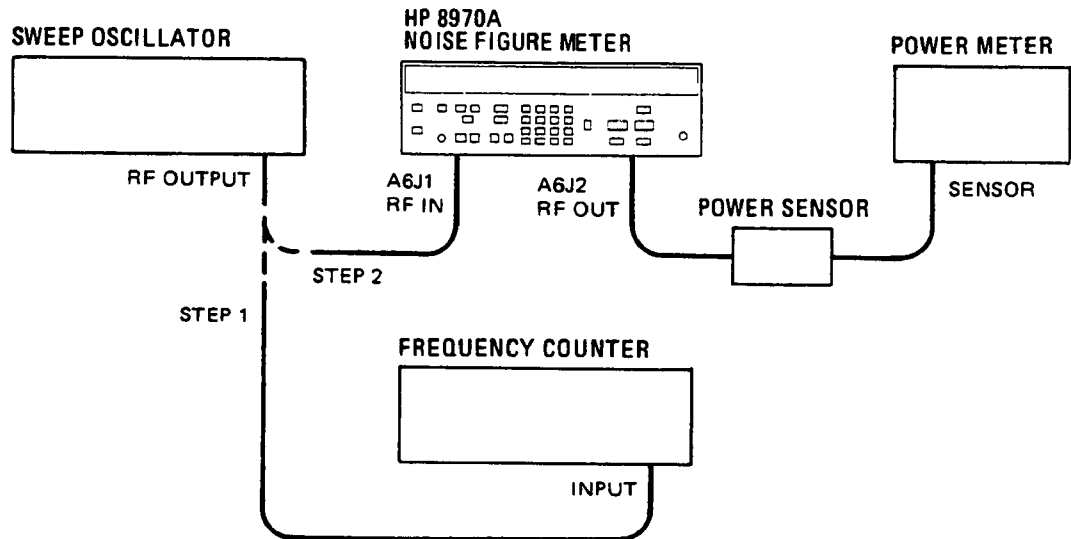 SWEEP OSCILLATOR
HP 8970A
NOISE FIGURE METER
POWER METER
RF OUTPUT
A6J1
RF IN
A6J2
RF OUT
POWER SENSOR
SENSOR
STEP 2
STEP 1
FREQUENCY COUNTER
INPUT